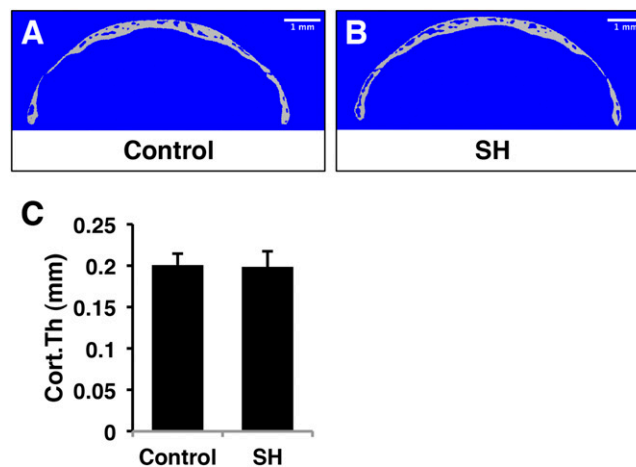 A
1 mm
Control
B
1 mm
SH
C
Cort.Th (mm)
0.25
0.2
0.15
0.1
0.05
0
Control
SH